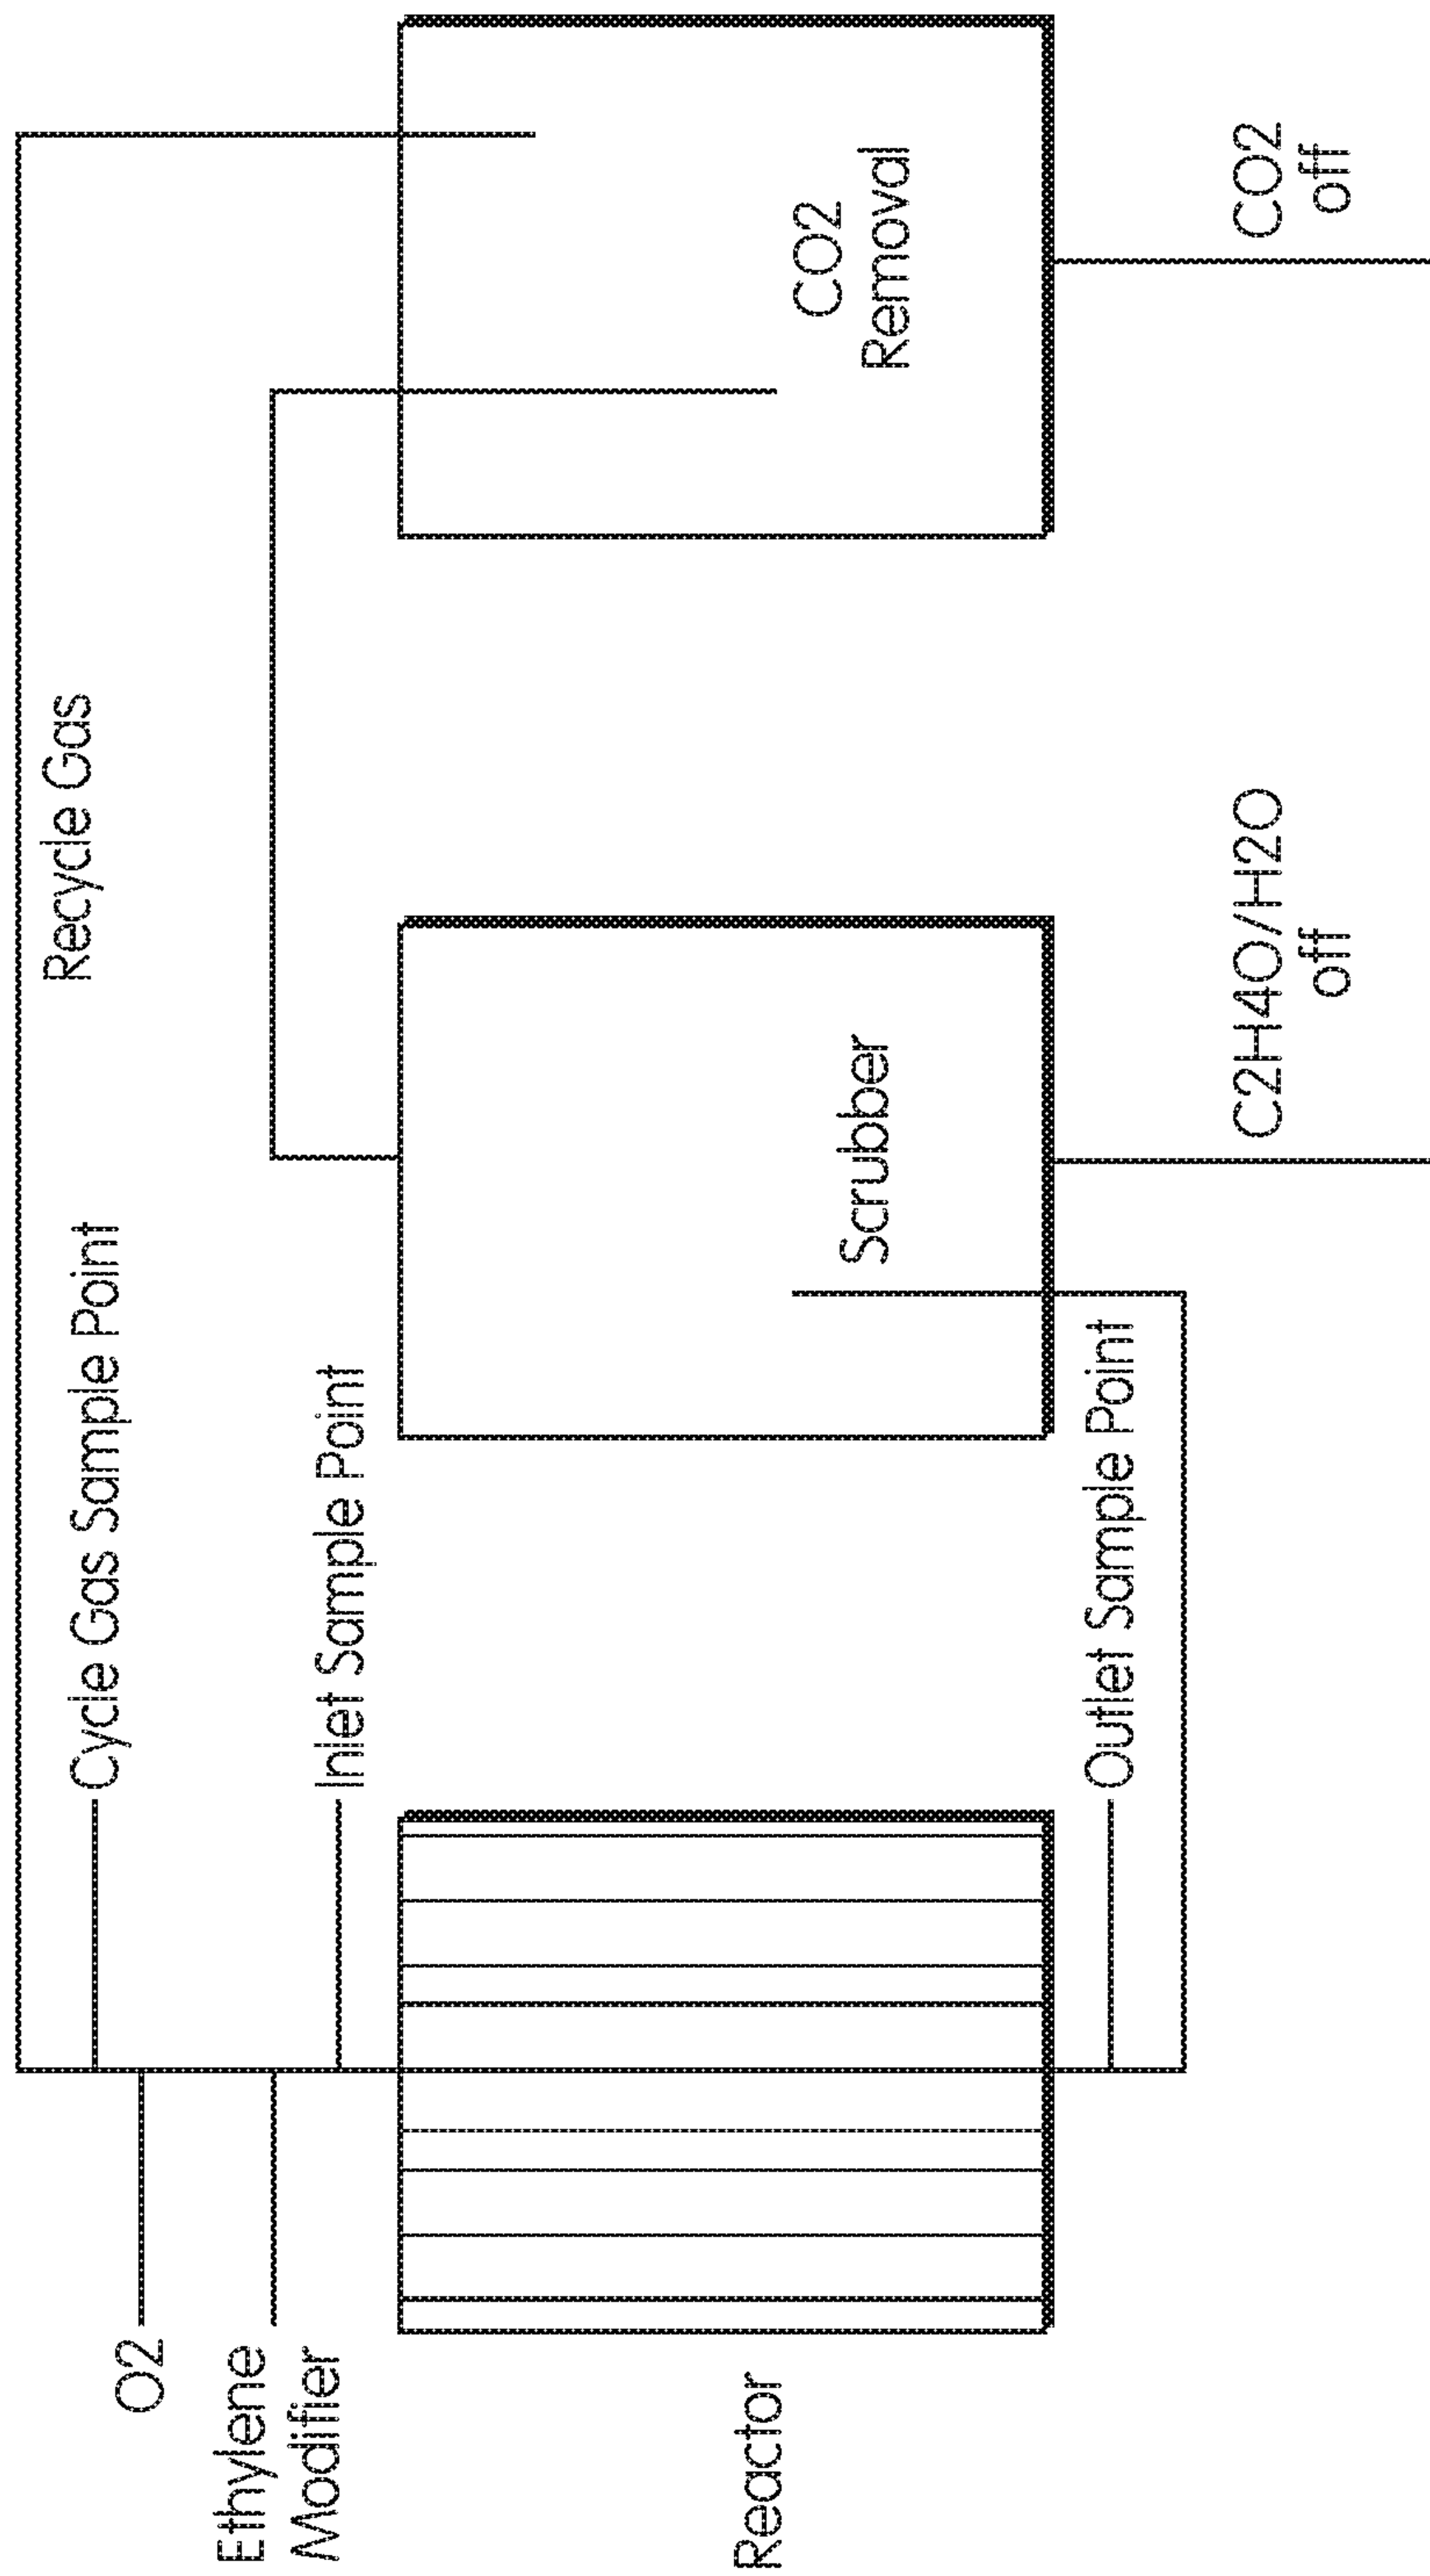 Recycle Gas
Cycle Gas Sample Point
O2
Ethylene
Modifier
Inlet Sample Point
Reactor
Scrubber
CO2
Removal
Outlet Sample Point
C2H4O/H2O
off
CO2
off